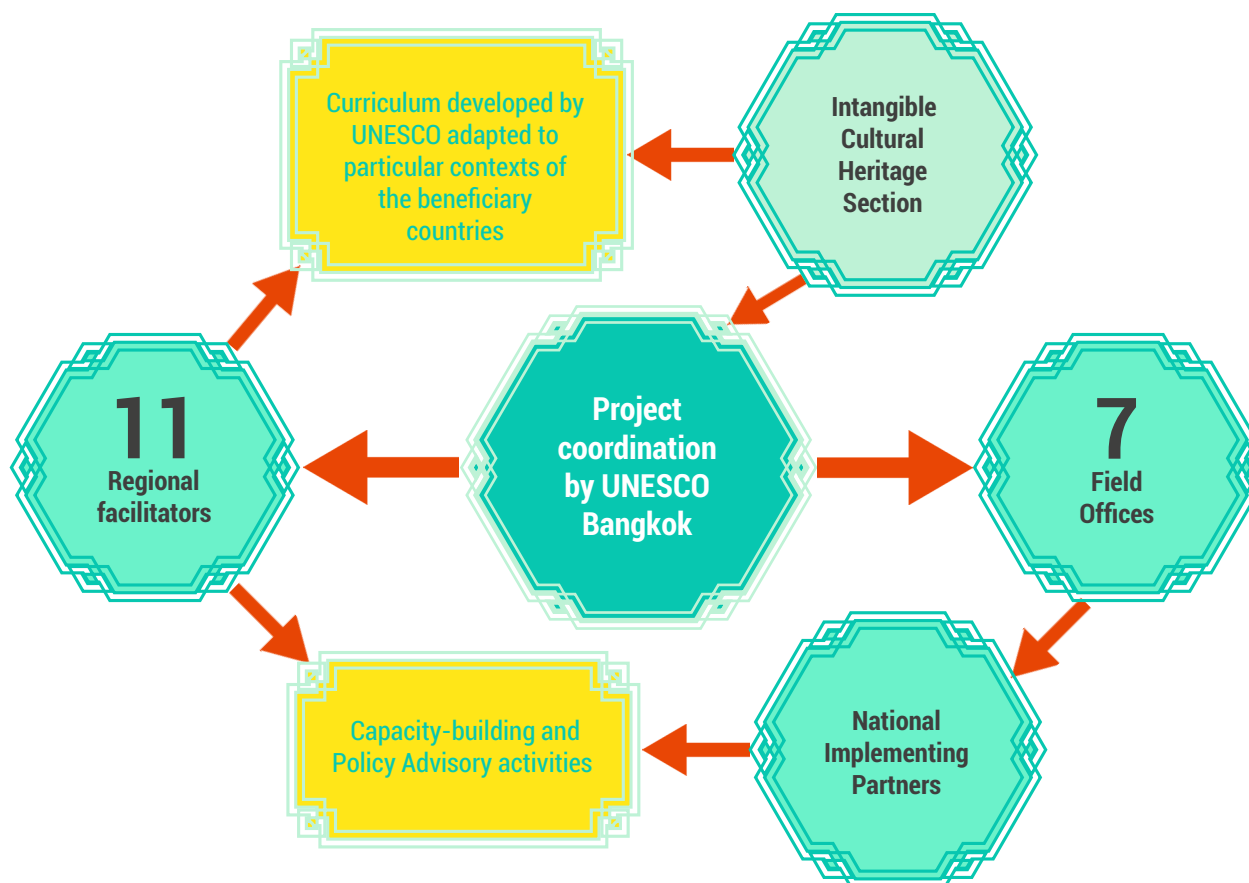 Curriculum developed by
UNESCO adapted to
particular contexts of
the beneficiary
countries
Intangible
Cultural
Heritage
Section
11
Regional
facilitators
Project
coordination
by UNESCO
Bangkok
7
Field
Offices
Capacity-building and
Policy Advisory activities
National
Implementing
Partners